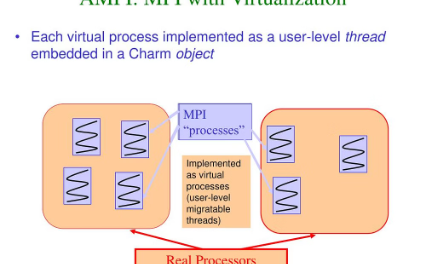 AMPI: MPI with Virtualization
• Each virtual process implemented as a user-level thread
embedded in a Charm object
MPI
“processes”
Implemented
as virtual
processes
(user-level
migratable
threads)
Real Processors